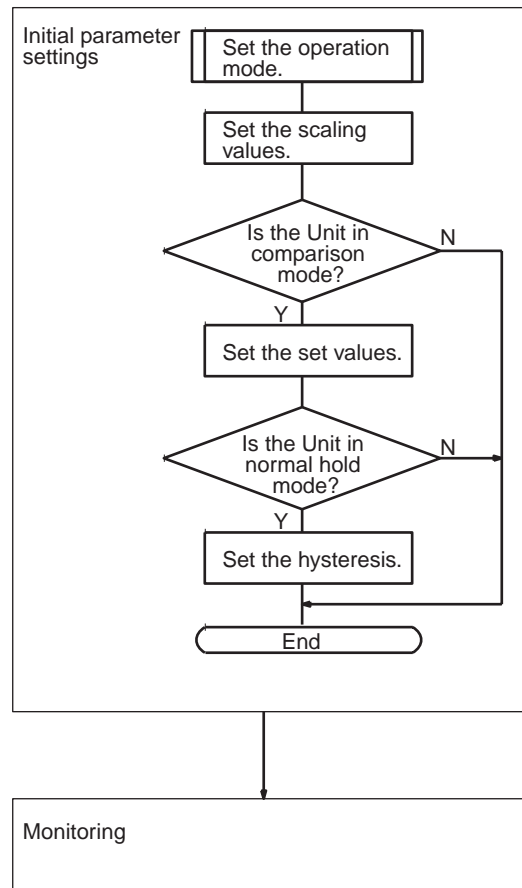 Initial parameter
settings
Set the operation
mode.
Set the scaling
values.
Is the Unit in
comparison
mode?
N
Y
Set the set values.
Is the Unit in
normal hold
mode?
N
Y
Set the hysteresis.
End
Monitoring